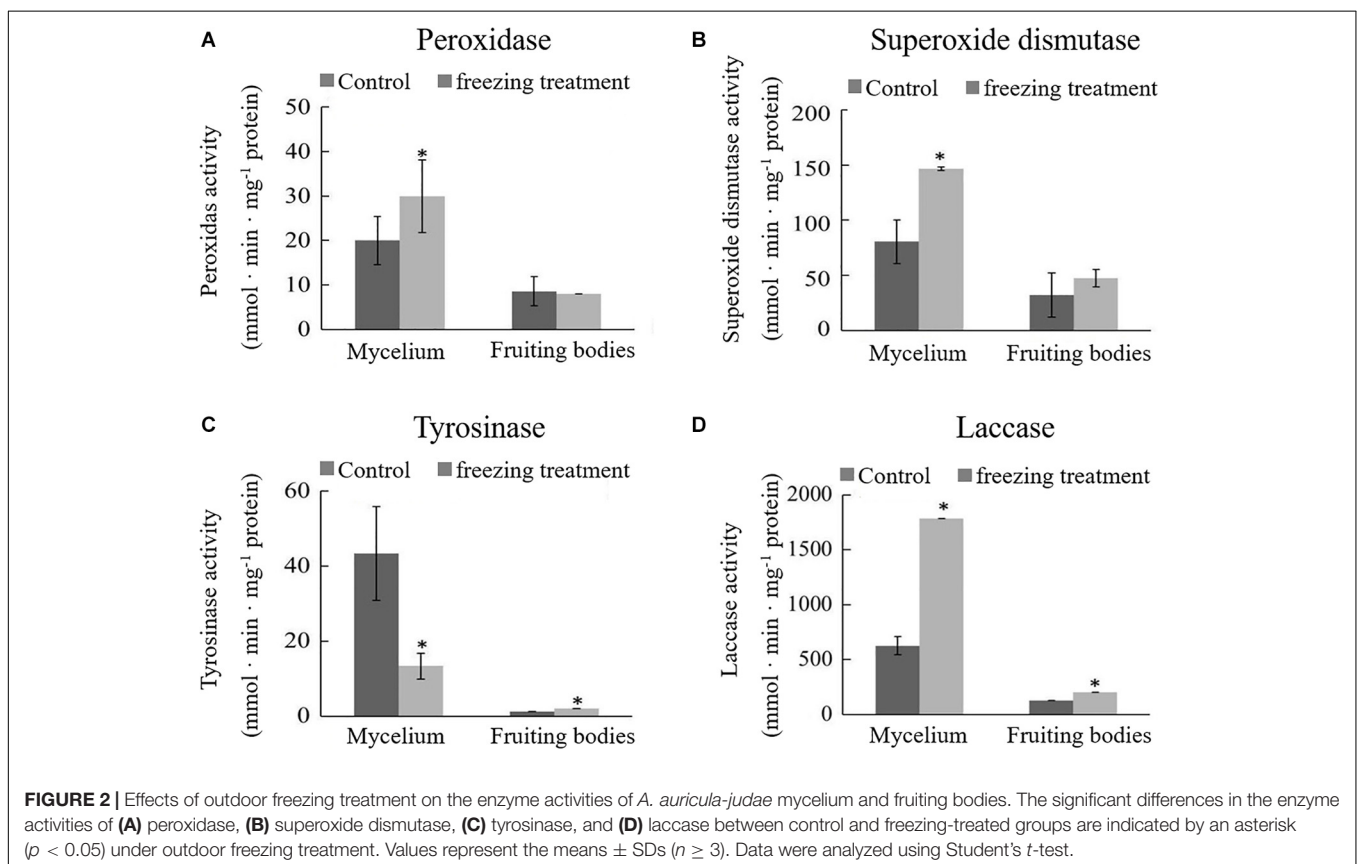 A
Peroxidase
Control freezing treatment
Peroxidas activity
(mmol · min · mg⁻¹ protein)
50
40
30
20
10
0
*
Mycelium Fruiting bodies
B
Superoxide dismutase
Control freezing treatment
Superoxide dismutase activity
(mmol · min · mg⁻¹ protein)
200
150
100
50
0
*
Mycelium Fruiting bodies
C
Tyrosinase
Control freezing treatment
Tyrosinase activity
(mmol · min · mg⁻¹ protein)
60
40
20
0
*
*
Mycelium Fruiting bodies
D
Laccase
Control freezing treatment
Laccase activity
(mmol · min · mg⁻¹ protein)
2000
1500
1000
500
0
*
*
Mycelium Fruiting bodies
FIGURE 2 | Effects of outdoor freezing treatment on the enzyme activities of A. auricula-judae mycelium and fruiting bodies. The significant differences in the enzyme
activities of (A) peroxidase, (B) superoxide dismutase, (C) tyrosinase, and (D) laccase between control and freezing-treated groups are indicated by an asterisk
(p < 0.05) under outdoor freezing treatment. Values represent the means ± SDs (n ≥ 3). Data were analyzed using Student's t-test.